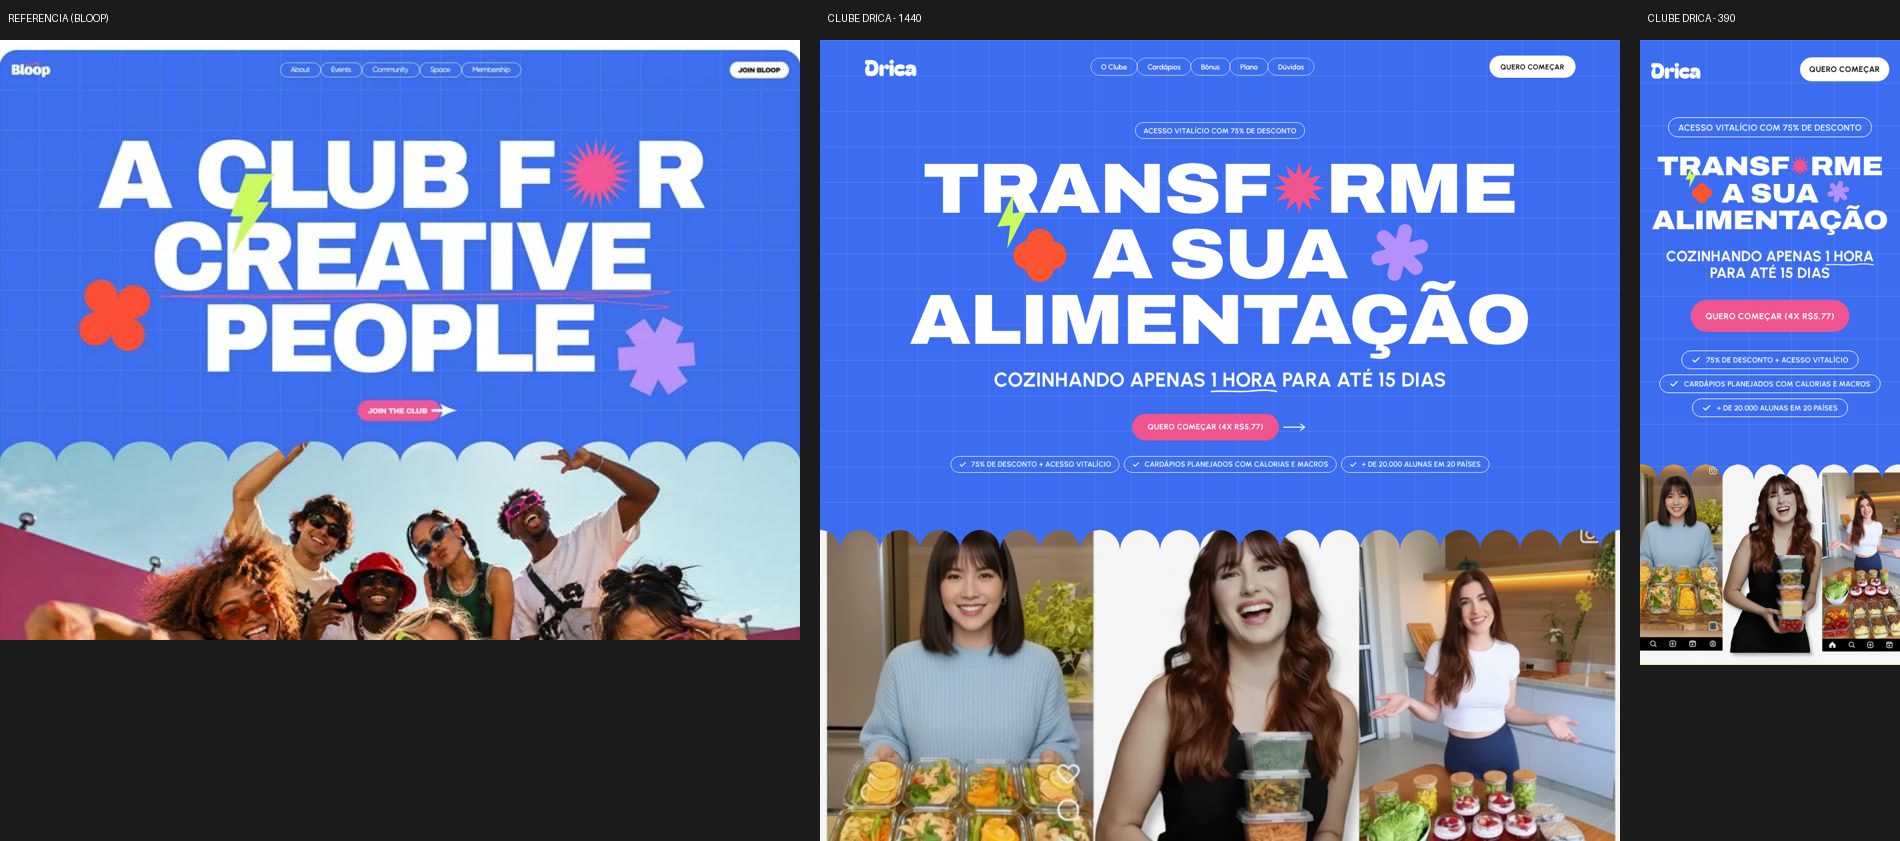 REFERENCIA (BLOOP)
Bloop
About
Events
Community
Space
Membership
JOIN BLOOP
A CLUB F R
CREATIVE
PEOPLE
JOIN THE CLUB
CLUBE DRICA - 1440
Drica
O Clube
Cardápios
Bônus
Plano
Dúvidas
QUERO COMEÇAR
ACESSO VITALÍCIO COM 75% DE DESCONTO
TRANSF RME
A SUA
ALIMENTAÇÃO
COZINHANDO APENAS 1 HORA PARA ATÉ 15 DIAS
QUERO COMEÇAR (4X R$5,77)
75% DE DESCONTO + ACESSO VITALÍCIO
CARDÁPIOS PLANEJADOS COM CALORIAS E MACROS
+ DE 20.000 ALUNAS EM 20 PAÍSES
CLUBE DRICA - 390
Drica
QUERO COMEÇAR
ACESSO VITALÍCIO COM 75% DE DESCONTO
TRANSF RME
A SUA
ALIMENTAÇÃO
COZINHANDO APENAS 1 HORA
PARA ATÉ 15 DIAS
QUERO COMEÇAR (4X R$5,77)
75% DE DESCONTO + ACESSO VITALÍCIO
CARDÁPIOS PLANEJADOS COM CALORIAS E MACROS
+ DE 20.000 ALUNAS EM 20 PAÍSES